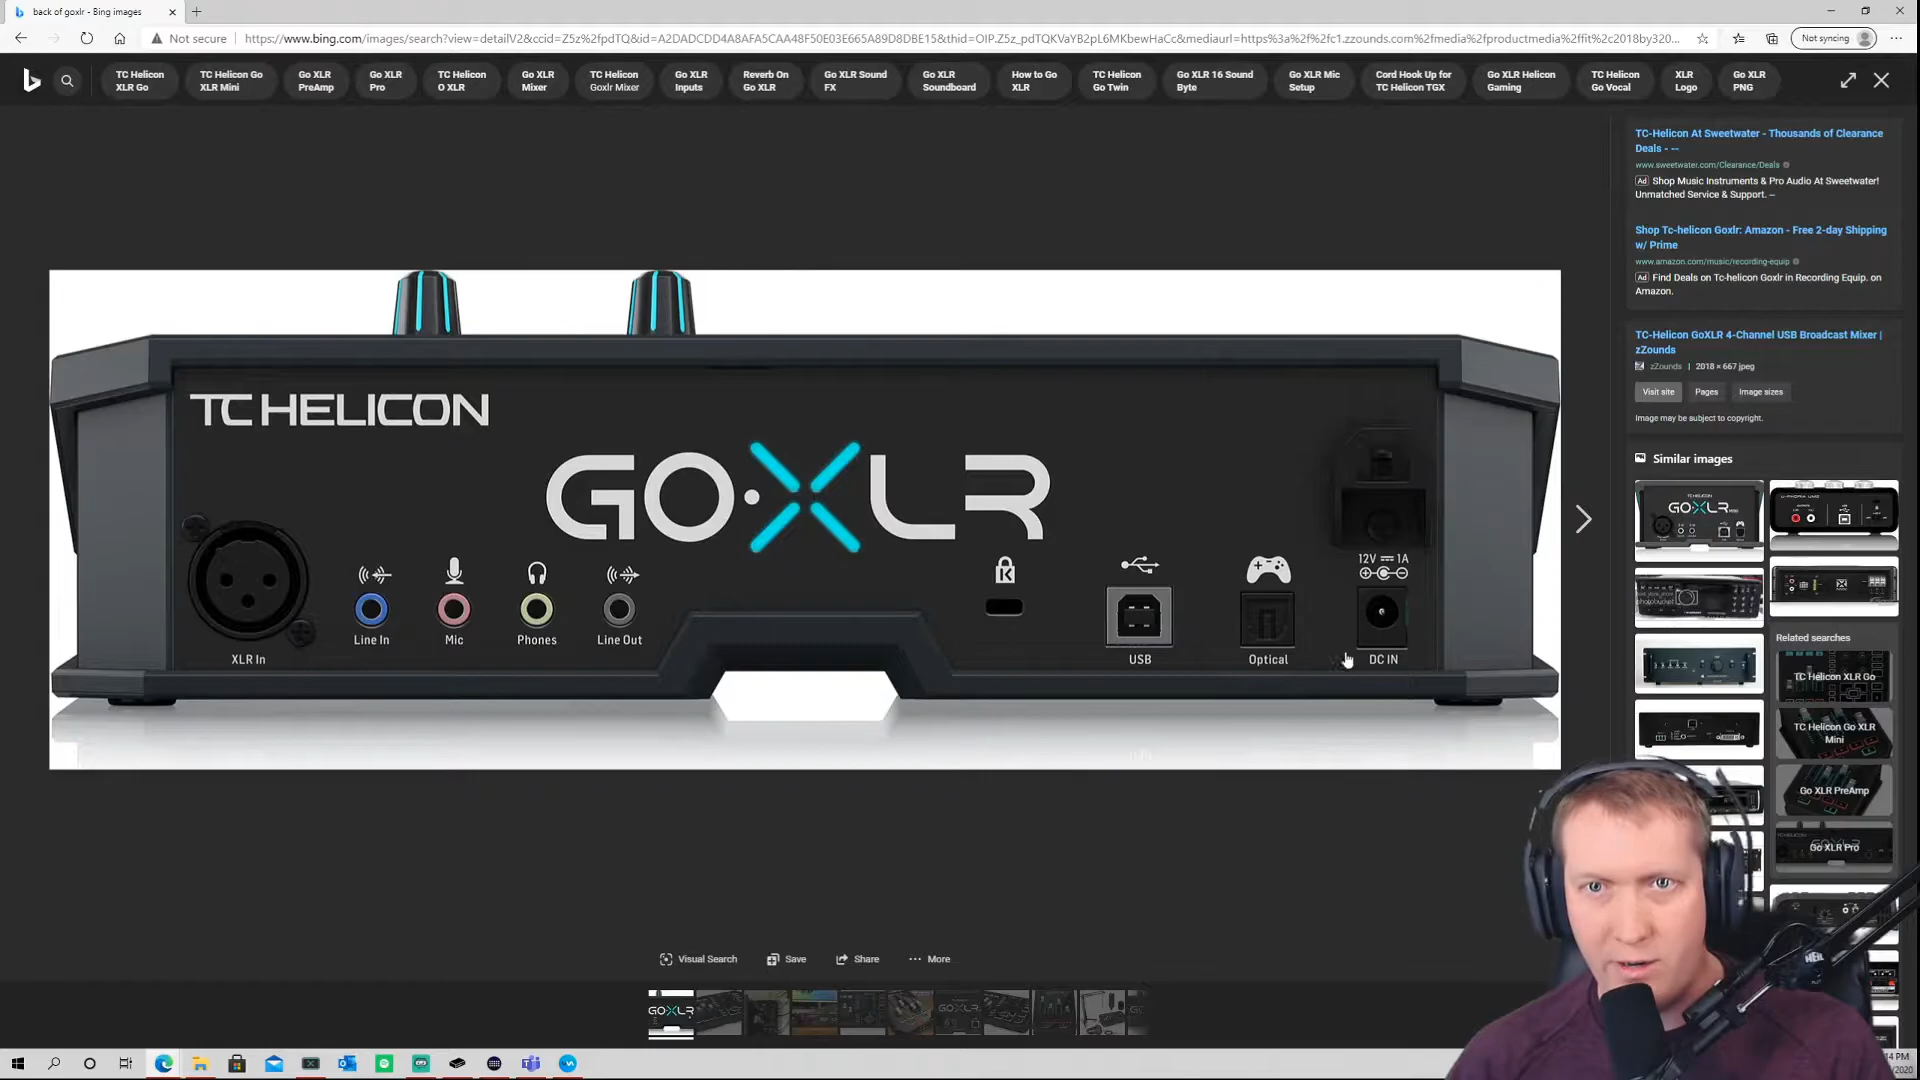 back of goxlr - Bing images
Not secure
https://www.bing.com/images/search?view=detailV2&ccid=Z5z%2fpdTQ&id=A2DADCDD4A8AFA5CAA48F50E03E665A89D8DBE15&thid=OIP.Z5z_pdTQKVaYB2pL6MKbewHaCc&mediaurl=https%3a%2f%2fc1.zzounds.com%2fmedia%2fproductmedia%2ffit%2c2018by320...
Not syncing
TC Helicon XLR Go
TC Helicon Go XLR Mini
Go XLR PreAmp
Go XLR Pro
TC Helicon O XLR
Go XLR Mixer
TC Helicon Goxlr Mixer
Go XLR Inputs
Reverb On Go XLR
Go XLR Sound FX
Go XLR Soundboard
How to Go XLR
TC Helicon Go Twin
Go XLR 16 Sound Byte
Go XLR Mic Setup
Cord Hook Up for TC Helicon TGX
Go XLR Helicon Gaming
TC Helicon Go Vocal
XLR Logo
Go XLR PNG
TC HELICON
GO·XLR
12V 1A
K
XLR In
Line In
Mic
Phones
Line Out
USB
Optical
DC IN
TC-Helicon At Sweetwater - Thousands of Clearance
Deals - --
www.sweetwater.com/Clearance/Deals
Ad Shop Music Instruments & Pro Audio At Sweetwater!
Unmatched Service & Support. –
Shop Tc-helicon Goxlr: Amazon - Free 2-day Shipping
w/ Prime
www.amazon.com/music/recording-equip
Ad Find Deals on Tc-helicon Goxlr in Recording Equip. on
Amazon.
TC-Helicon GoXLR 4-Channel USB Broadcast Mixer |
zZounds
zZounds | 2018 × 667 jpeg
Visit site
Pages
Image sizes
Image may be subject to copyright.
Similar images
Related searches
TC Helicon XLR Go
TC Helicon Go XLR
Mini
Go XLR PreAmp
Go XLR Pro
Visual Search
Save
Share
More
HEIL
14 PM
/2020